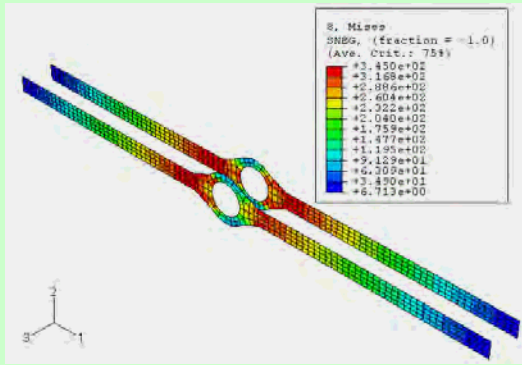 S, Mises
SNEG, (fraction = -1.0)
(Ave. Crit.: 75%)
+3.450e+02
+3.168e+02
+2.886e+02
+2.604e+02
+2.322e+02
+2.040e+02
+1.759e+02
+1.477e+02
+1.195e+02
+9.129e+01
+6.309e+01
+3.490e+01
+6.713e+00
2
3
1